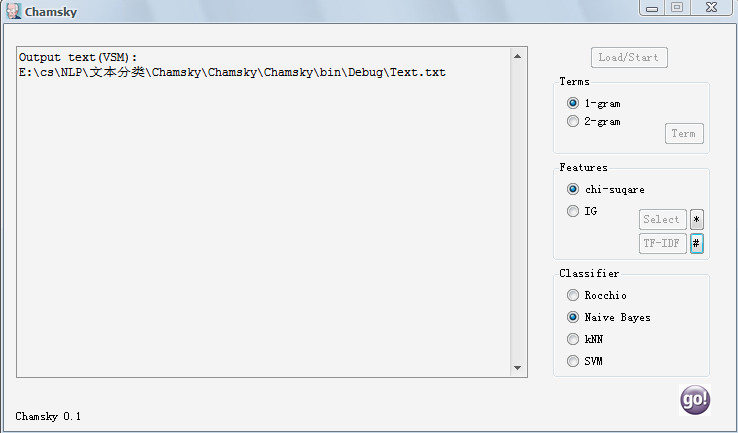 Chamsky
Output text(VSM):
E:\cs\NLP\文本分类\Chamsky\Chamsky\Chamsky\bin\Debug\Text.txt
Load/Start
Terms
1-gram
2-gram
Term
Features
chi-suqare
IG
Select *
TF-IDF #
Classifier
Rocchio
Naive Bayes
kNN
SVM
go!
Chamsky 0.1